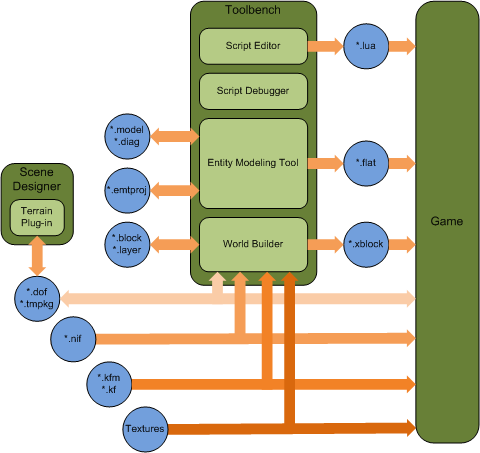 Toolbench
Script Editor
*.lua
Script Debugger
*.model
*.diag
Entity Modeling Tool
*.flat
*.emtproj
Scene
Designer
Terrain
Plug-in
Game
*.block
*.layer
World Builder
*.xblock
*.dof
*.tmpkg
*.nif
*.kfm
*.kf
Textures